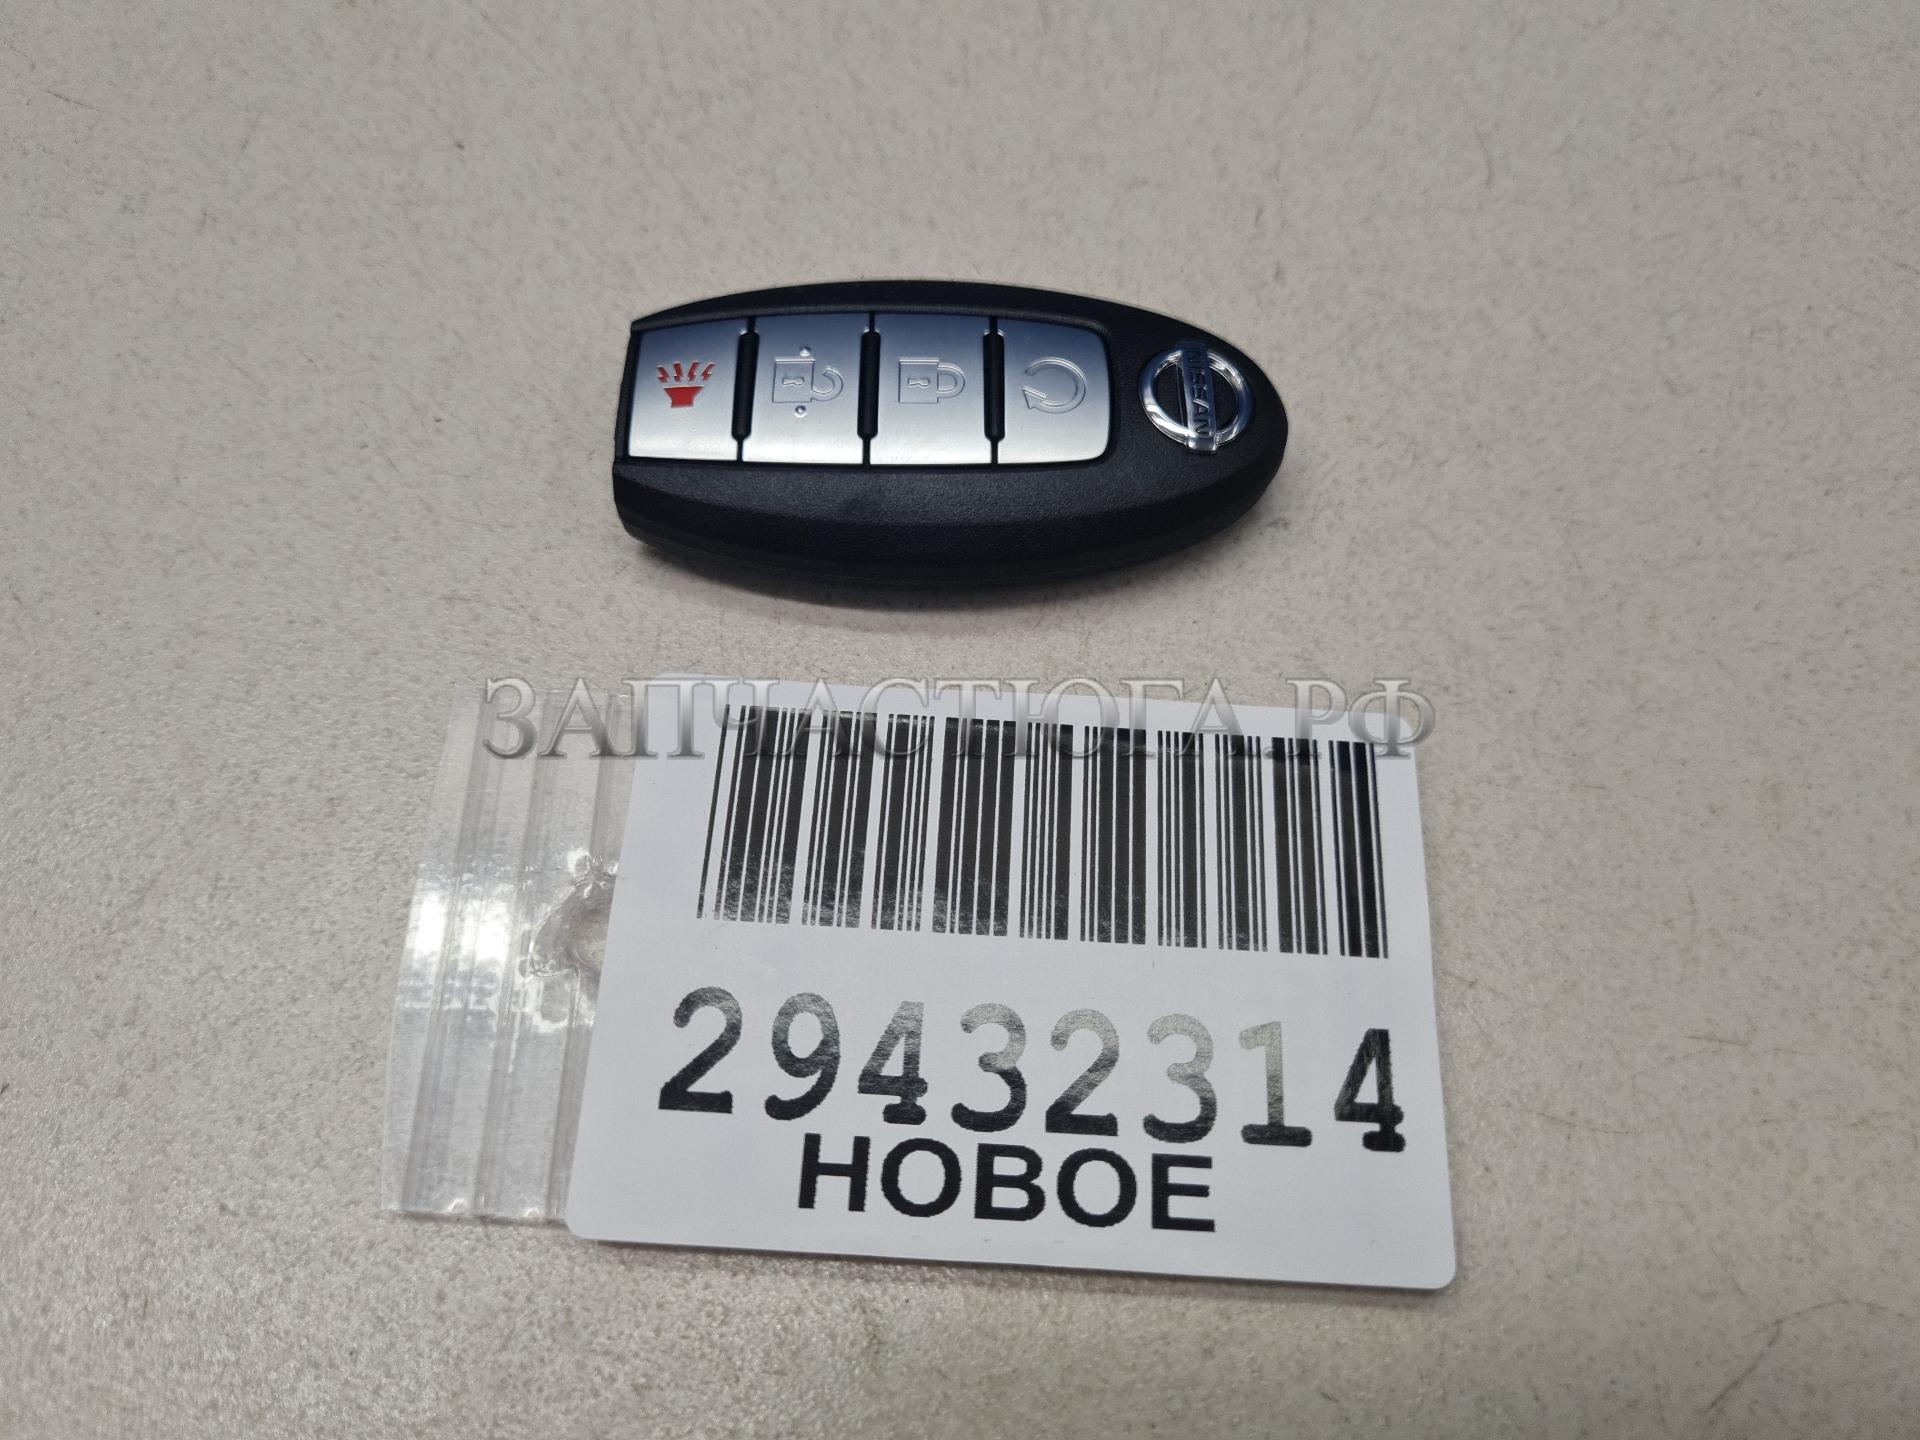 NISSAN
ЗАПЧАСТЮГА.РФ
29432314
НОВОЕ